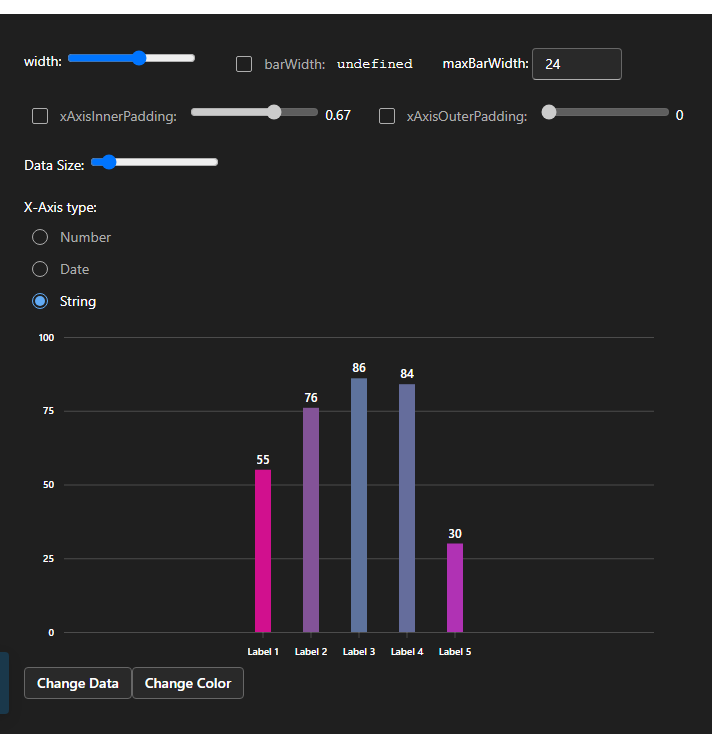 width: barWidth: undefined maxBarWidth: 24
xAxisInnerPadding: 0.67 xAxisOuterPadding: 0
Data Size:
X-Axis type:
Number
Date
String
100
75
50
25
0
55
76
86
84
30
Label 1 Label 2 Label 3 Label 4 Label 5
Change Data Change Color